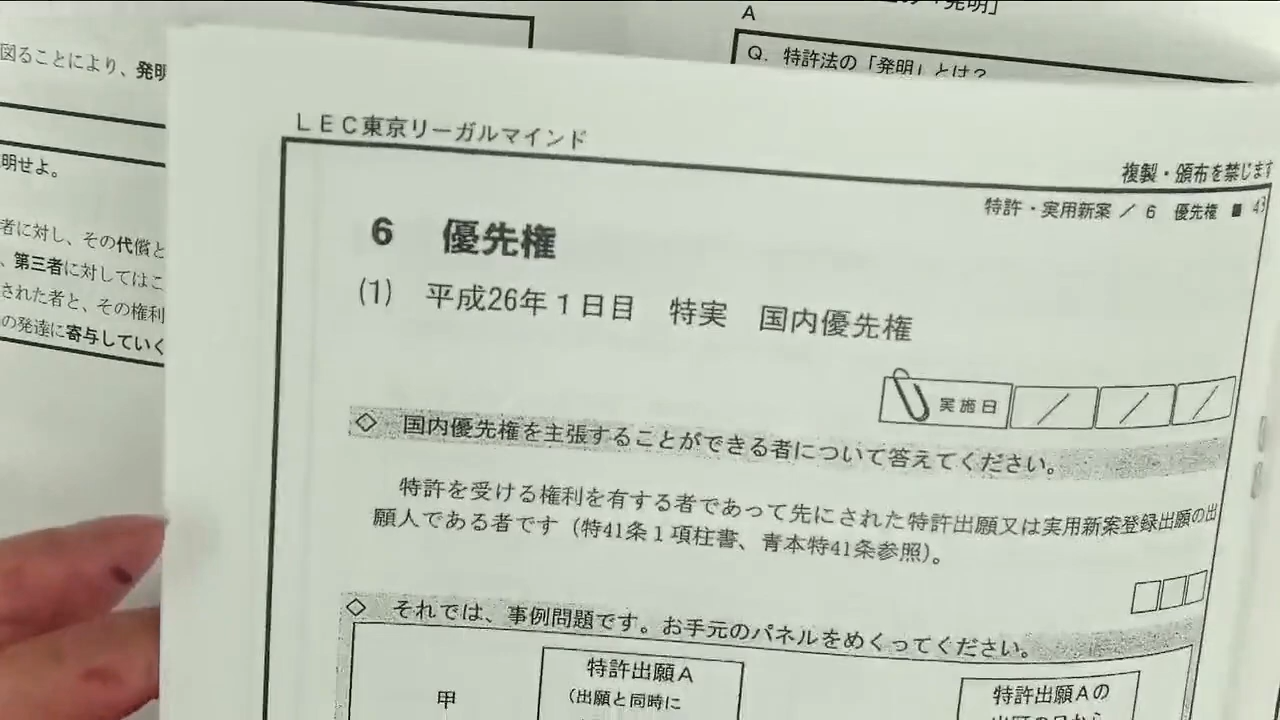 図ることにより、発明
明せよ。
者に対し、その代償と
、第三者に対してはこ
された者と、その権利
の発達に寄与していく
A
Q. 特許法の「発明」とは?
LEC東京リーガルマインド
複製・頒布を禁じます
特許・実用新案 / 6 優先権 ■ 43
6 優先権
(1) 平成26年1日目 特実 国内優先権
実施日 / / /
◇ 国内優先権を主張することができる者について答えてください。
特許を受ける権利を有する者であって先にされた特許出願又は実用新案登録出願の出
願人である者です(特41条1項柱書、青本特41条参照)。
◇ それでは、事例問題です。お手元のパネルをめくってください。
甲
特許出願A
(出願と同時に
特許出願Aの